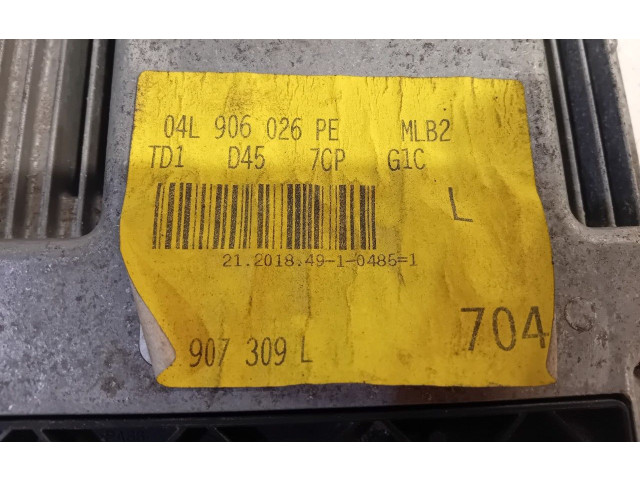 04L 906 026 PE MLB2
TD1 D45 7CP G1C
L
21.2018.49-1-0485=1
704
907 309 L